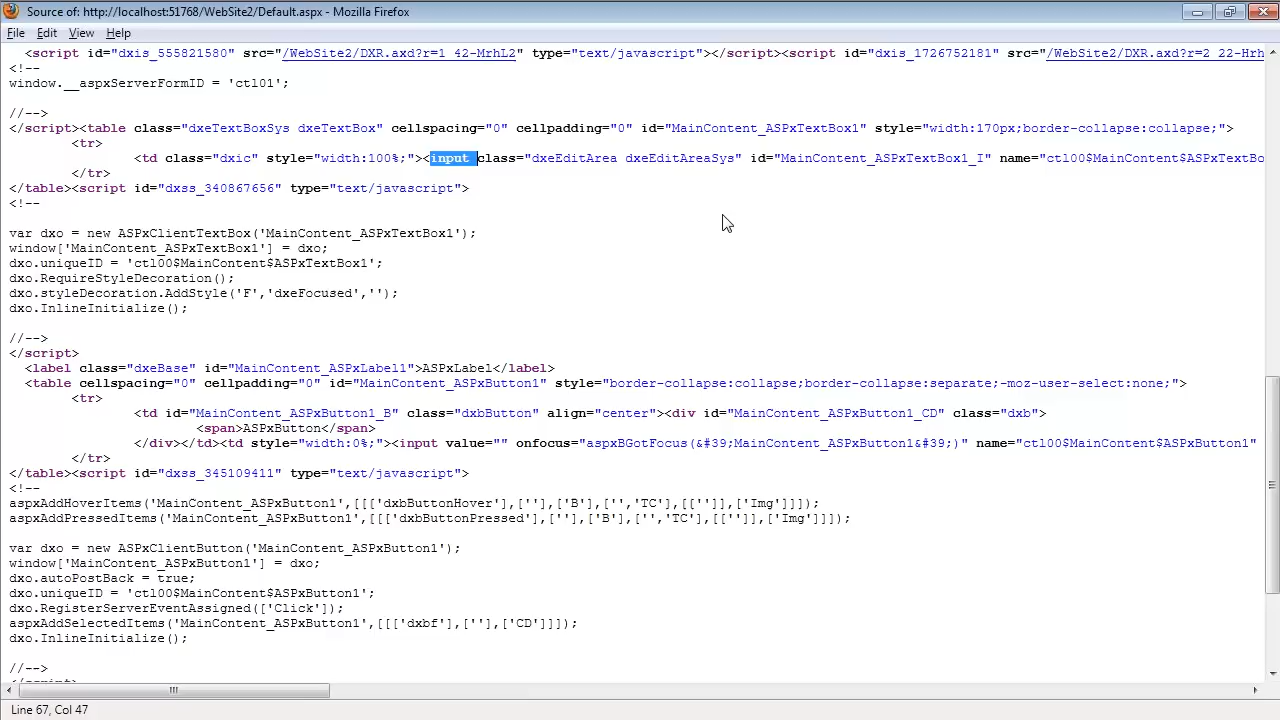 Source of: http://localhost:51768/WebSite2/Default.aspx - Mozilla Firefox
File Edit View Help
<script id="dxis_555821580" src="/WebSite2/DXR.axd?r=1_42-MrhL2" type="text/javascript"></script><script id="dxis_1726752181" src="/WebSite2/DXR.axd?r=2_22-Hrh
<!--
window.__aspxServerFormID = 'ctl01';
//-->
</script><table class="dxeTextBoxSys dxeTextBox" cellspacing="0" cellpadding="0" id="MainContent_ASPxTextBox1" style="width:170px;border-collapse:collapse;">
<tr>
<td class="dxic" style="width:100%;"><input class="dxeEditArea dxeEditAreaSys" id="MainContent_ASPxTextBox1_I" name="ctl00$MainContent$ASPxTextBo
</tr>
</table><script id="dxss_340867656" type="text/javascript">
<!--
var dxo = new ASPxClientTextBox('MainContent_ASPxTextBox1');
window['MainContent_ASPxTextBox1'] = dxo;
dxo.uniqueID = 'ctl00$MainContent$ASPxTextBox1';
dxo.RequireStyleDecoration();
dxo.styleDecoration.AddStyle('F','dxeFocused','');
dxo.InlineInitialize();
//-->
</script>
<label class="dxeBase" id="MainContent_ASPxLabel1">ASPxLabel</label>
<table cellspacing="0" cellpadding="0" id="MainContent_ASPxButton1" style="border-collapse:collapse;border-collapse:separate;-moz-user-select:none;">
<tr>
<td id="MainContent_ASPxButton1_B" class="dxbButton" align="center"><div id="MainContent_ASPxButton1_CD" class="dxb">
<span>ASPxButton</span>
</div></td><td style="width:0%;"><input value="" onfocus="aspxBGotFocus(&#39;MainContent_ASPxButton1&#39;)" name="ctl00$MainContent$ASPxButton1"
</tr>
</table><script id="dxss_345109411" type="text/javascript">
<!--
aspxAddHoverItems('MainContent_ASPxButton1',[[['dxbButtonHover'],[''],['B'],['','TC'],[['']],['Img']]]);
aspxAddPressedItems('MainContent_ASPxButton1',[[['dxbButtonPressed'],[''],['B'],['','TC'],[['']],['Img']]]);
var dxo = new ASPxClientButton('MainContent_ASPxButton1');
window['MainContent_ASPxButton1'] = dxo;
dxo.autoPostBack = true;
dxo.uniqueID = 'ctl00$MainContent$ASPxButton1';
dxo.RegisterServerEventAssigned(['Click']);
aspxAddSelectedItems('MainContent_ASPxButton1',[[['dxbf'],[''],['CD']]]);
dxo.InlineInitialize();
//-->
Line 67, Col 47